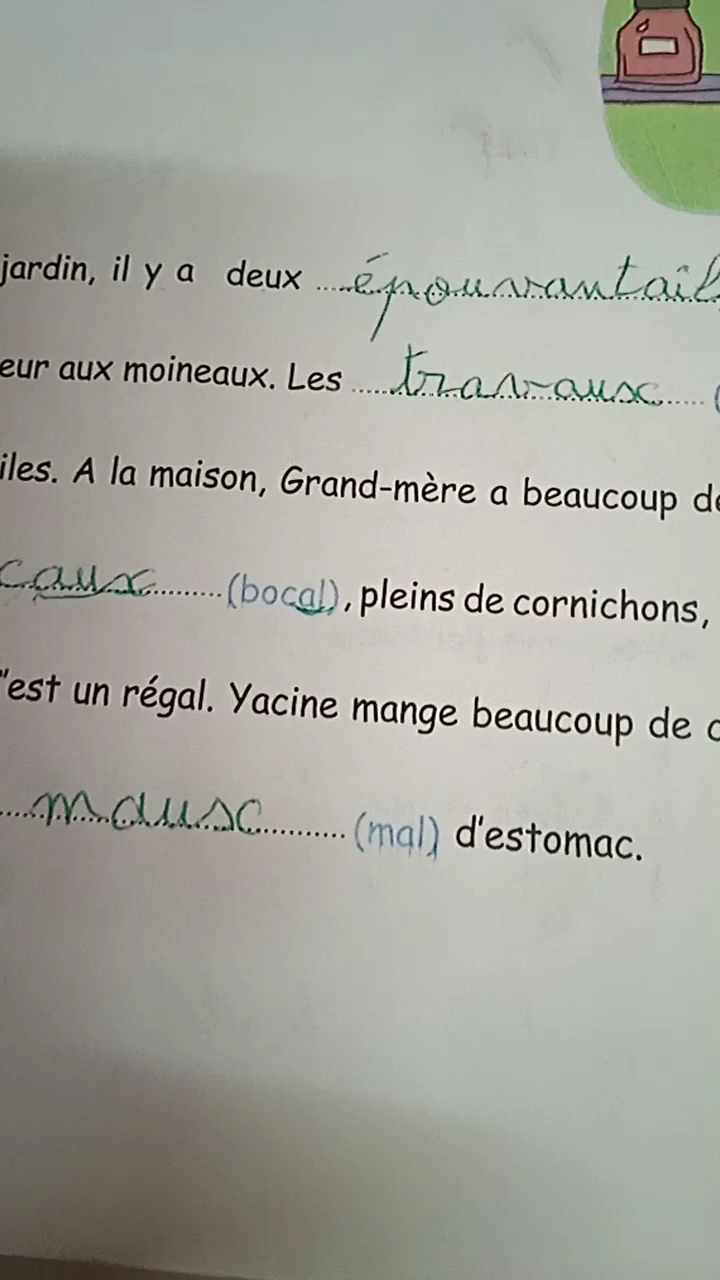 jardin, il y a deux épouvantail
eur aux moineaux. Les travaux (
iles. A la maison, Grand-mère a beaucoup de
caux (bocal), pleins de cornichons,
"est un régal. Yacine mange beaucoup de c
maux (mal) d'estomac.